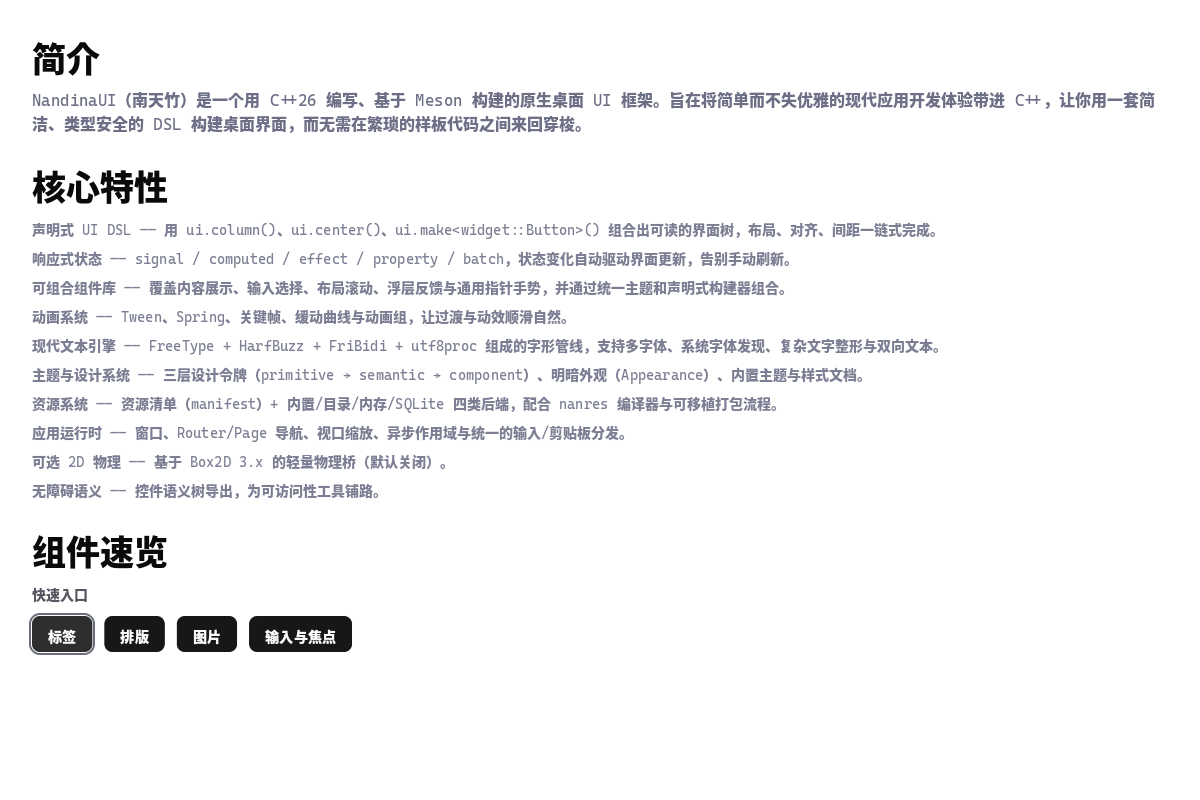 简介
NandinaUI（南天竹）是一个用 C++26 编写、基于 Meson 构建的原生桌面 UI 框架。旨在将简单而不失优雅的现代应用开发体验带进 C++，让你用一套简
洁、类型安全的 DSL 构建桌面界面，而无需在繁琐的样板代码之间来回穿梭。
核心特性
声明式 UI DSL —— 用 ui.column()、ui.center()、ui.make<widget::Button>() 组合出可读的界面树，布局、对齐、间距一链式完成。
响应式状态 —— signal / computed / effect / property / batch，状态变化自动驱动界面更新，告别手动刷新。
可组合组件库 —— 覆盖内容展示、输入选择、布局滚动、浮层反馈与通用指针手势，并通过统一主题和声明式构建器组合。
动画系统 —— Tween、Spring、关键帧、缓动曲线与动画组，让过渡与动效顺滑自然。
现代文本引擎 —— FreeType + HarfBuzz + FriBidi + utf8proc 组成的字形管线，支持多字体、系统字体发现、复杂文字整形与双向文本。
主题与设计系统 —— 三层设计令牌（primitive → semantic → component）、明暗外观（Appearance）、内置主题与样式文档。
资源系统 —— 资源清单（manifest）+ 内置/目录/内存/SQLite 四类后端，配合 nanres 编译器与可移植打包流程。
应用运行时 —— 窗口、Router/Page 导航、视口缩放、异步作用域与统一的输入/剪贴板分发。
可选 2D 物理 —— 基于 Box2D 3.x 的轻量物理桥（默认关闭）。
无障碍语义 —— 控件语义树导出，为可访问性工具铺路。
组件速览
快速入口
标签 排版 图片 输入与焦点